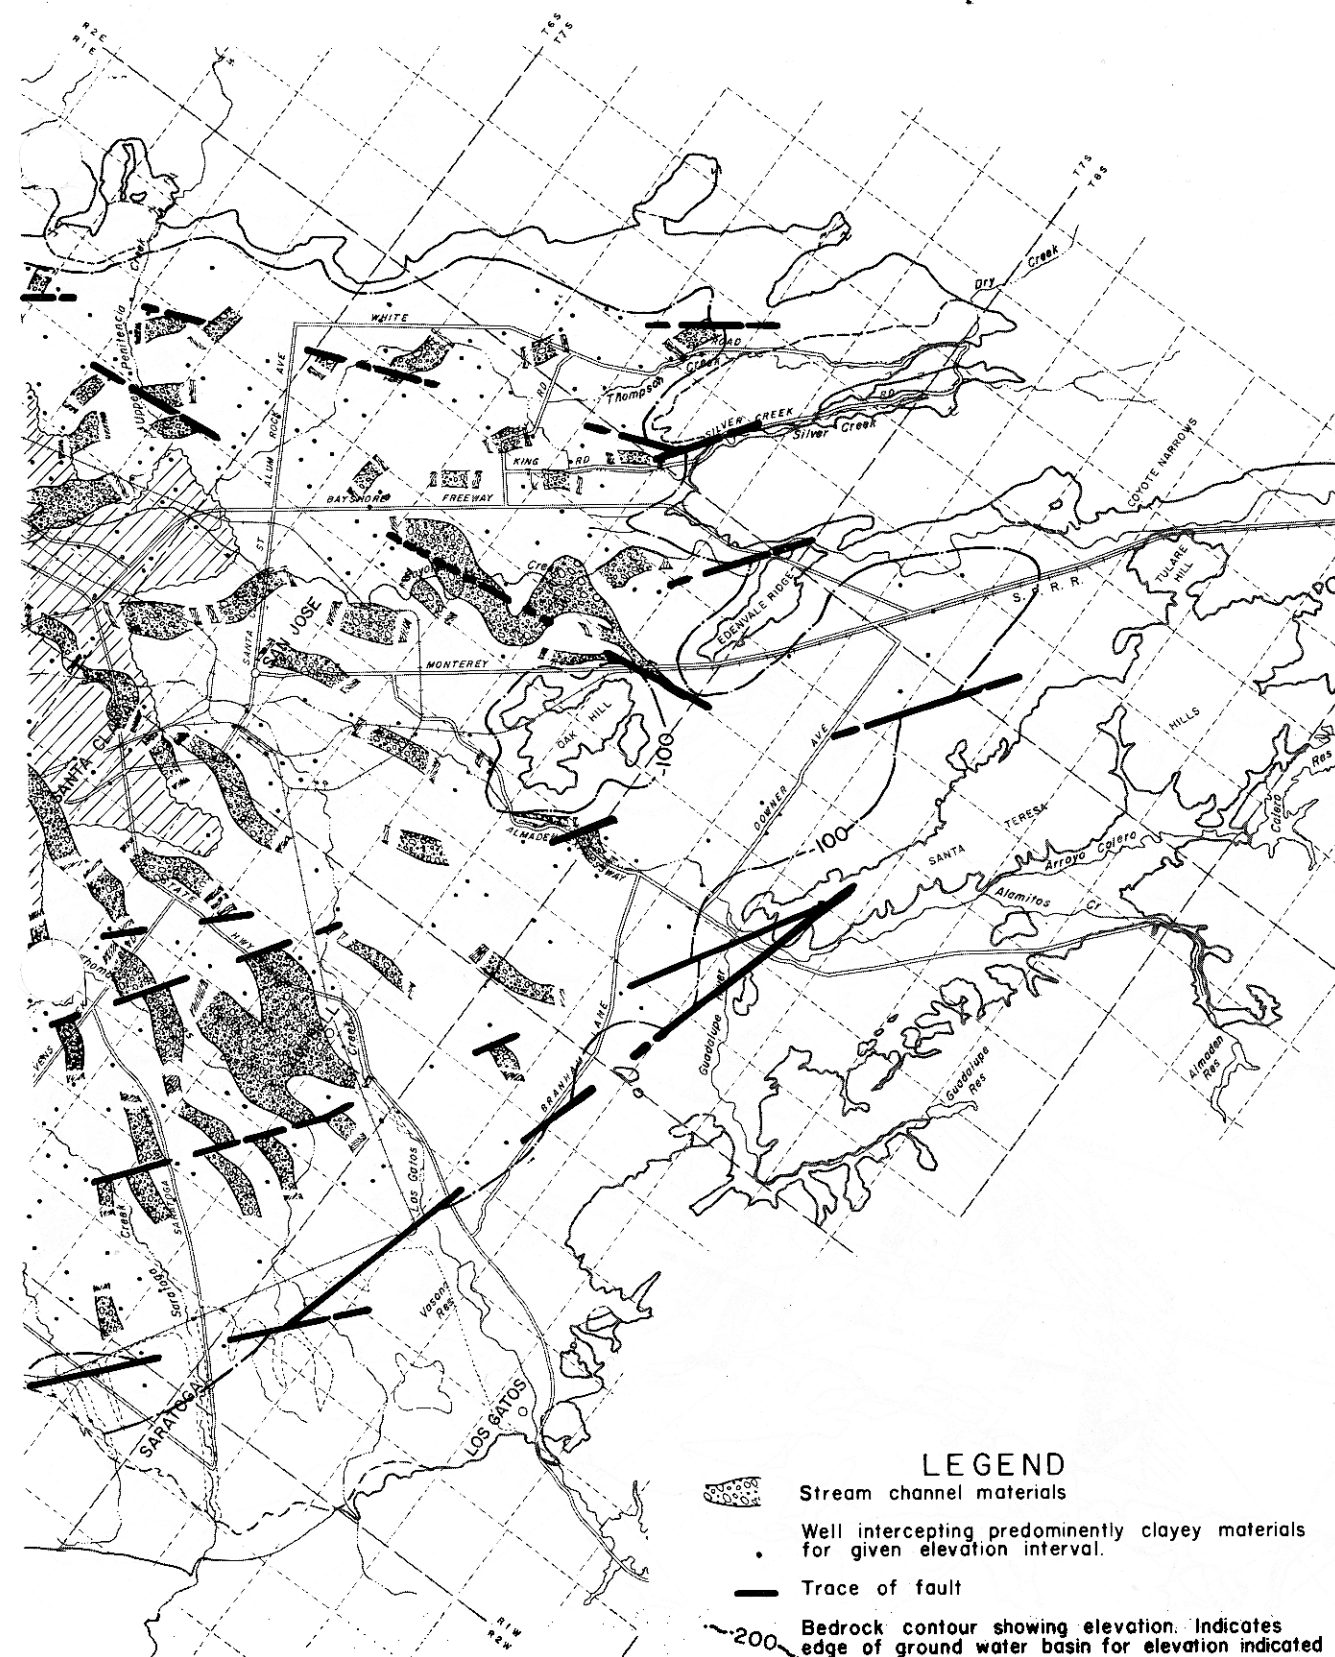 R2E
R1E
T6S
T7S
T7S
T8S
Dry Creek
Creek
Upper Penitencia
WHITE
ROAD
AVE
ALUM ROCK
RD
Thompson Creek
SILVER CREEK RD
Silver Creek
KING RD
BAYSHORE FREEWAY
COYOTE NARROWS
TULARE HILL
S. P. R. R.
EDENVALE RIDGE
Creek
ST
SANTA
SAN JOSE
MONTEREY
OAK HILL
-100
SANTA CLARA
HILLS
AVE
DOWNER
TERESA
SANTA
-100
Arroyo Calero
Calero
Res
ALMADEN
Alamitos Cr
STATE
HWY
Creek
Guadalupe
BRANHAM LANE
Guadalupe
Res
Almaden
Res
Los Gatos
SARATOGA
Creek
Saratoga
Vasona
Res
SARATOGA
LOS GATOS
R1W
R2W
LEGEND
Stream channel materials
Well intercepting predominently clayey materials
for given elevation interval.
Trace of fault
-200
Bedrock contour showing elevation. Indicates
edge of ground water basin for elevation indicated